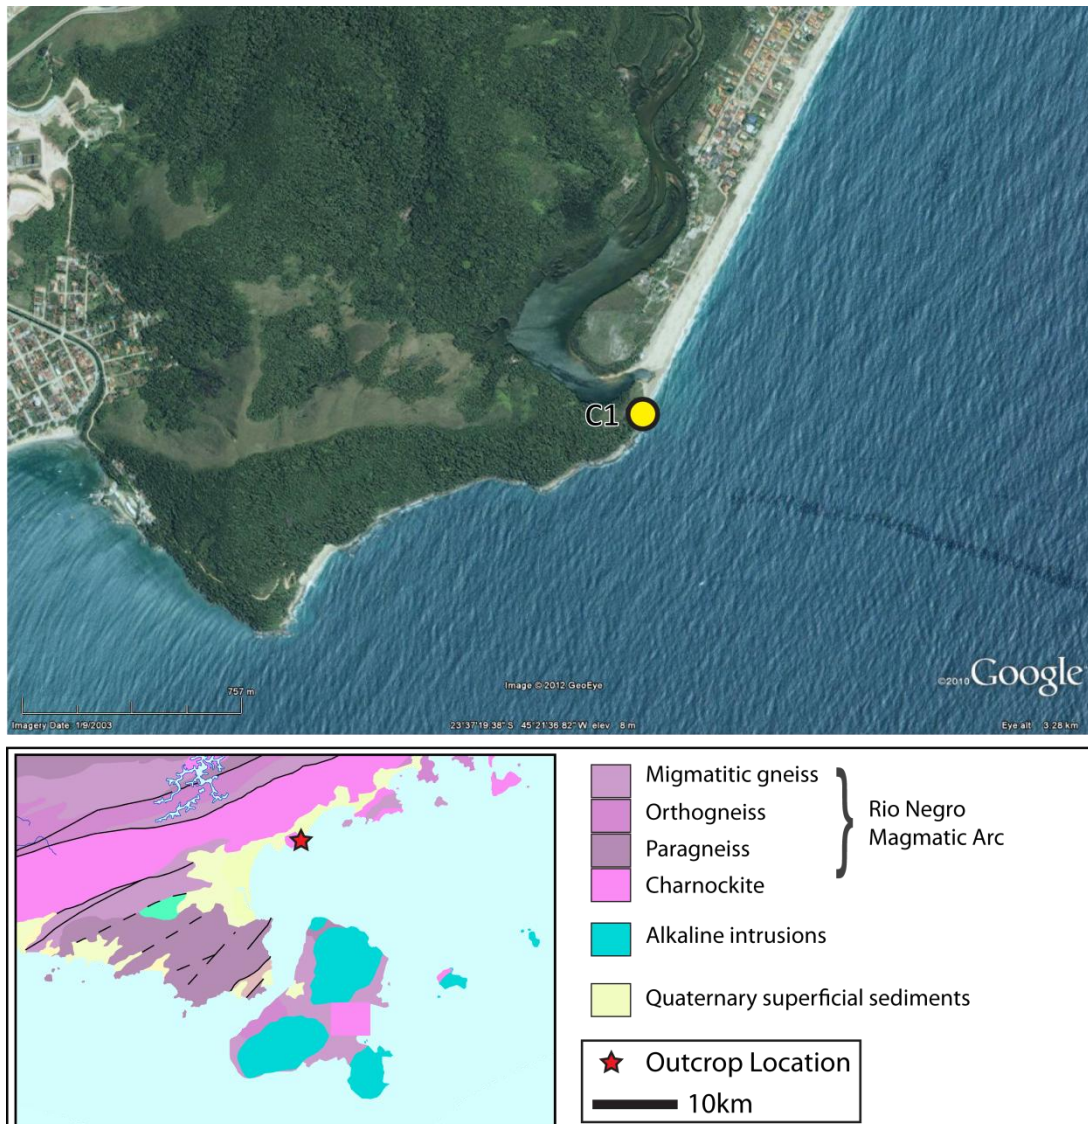 C1
©2010 Google
Image © 2012 GeoEye
757 m
Imagery Date: 1/9/2003
23°37'19.38" S 45°21'36.82" W elev 8 m
Eye alt 3.28 km
Migmatitic gneiss
Orthogneiss
Paragneiss
Charnockite
Rio Negro
Magmatic Arc
Alkaline intrusions
Quaternary superficial sediments
Outcrop Location
10km